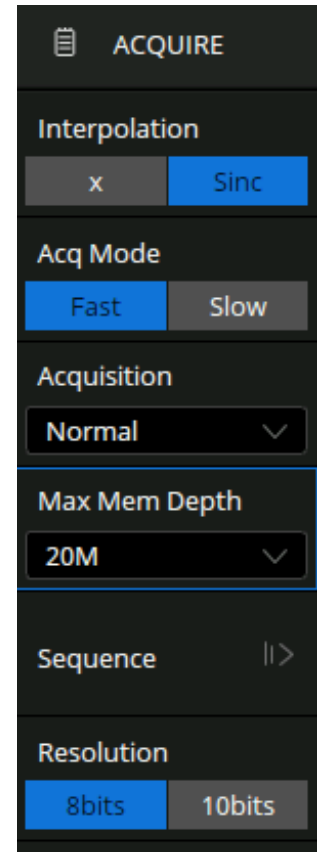 ACQUIRE
Interpolation
x Sinc
Acq Mode
Fast Slow
Acquisition
Normal
Max Mem Depth
20M
Sequence
Resolution
8bits 10bits